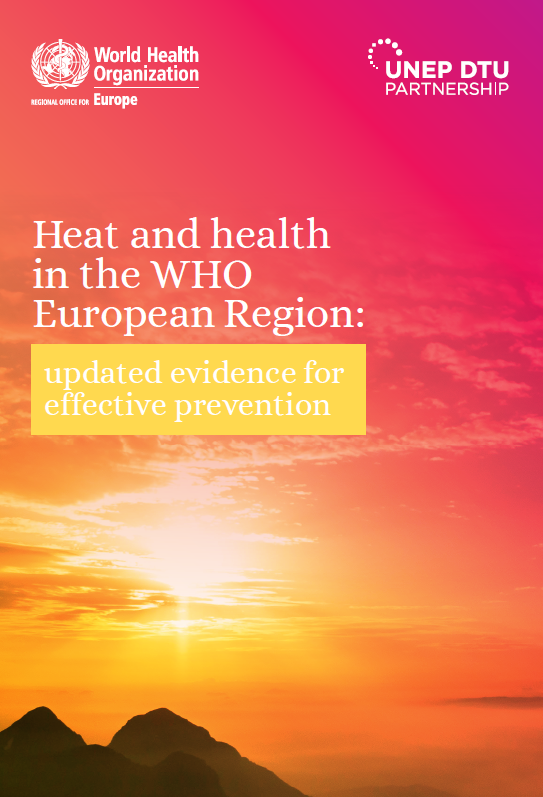 World Health
Organization
REGIONAL OFFICE FOR Europe
UNEP DTU
PARTNERSHIP
Heat and health
in the WHO
European Region:
updated evidence for
effective prevention